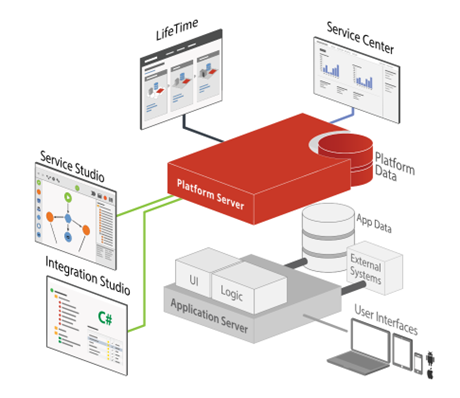 LifeTime
Service Center
Service Studio
Platform Server
Platform
Data
Integration Studio
C#
App Data
External
Systems
UI
Logic
Application Server
User Interfaces